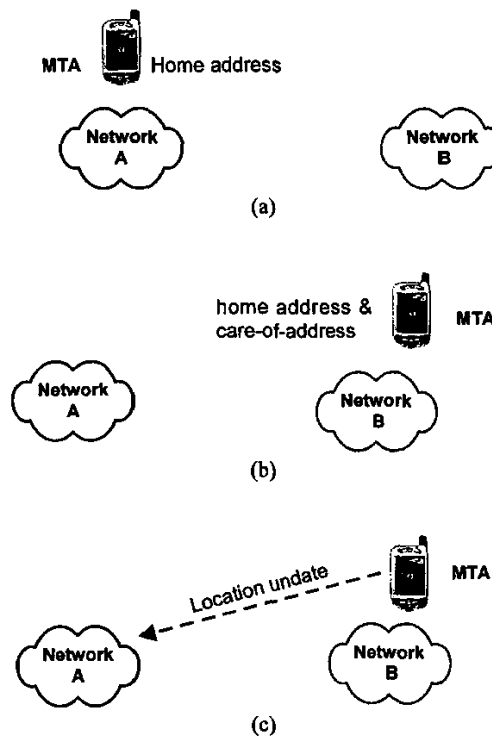 MTA Home address
Network
A
Network
B
(a)
home address &
care-of-address
MTA
Network
A
Network
B
(b)
Location undate
MTA
Network
A
Network
B
(c)